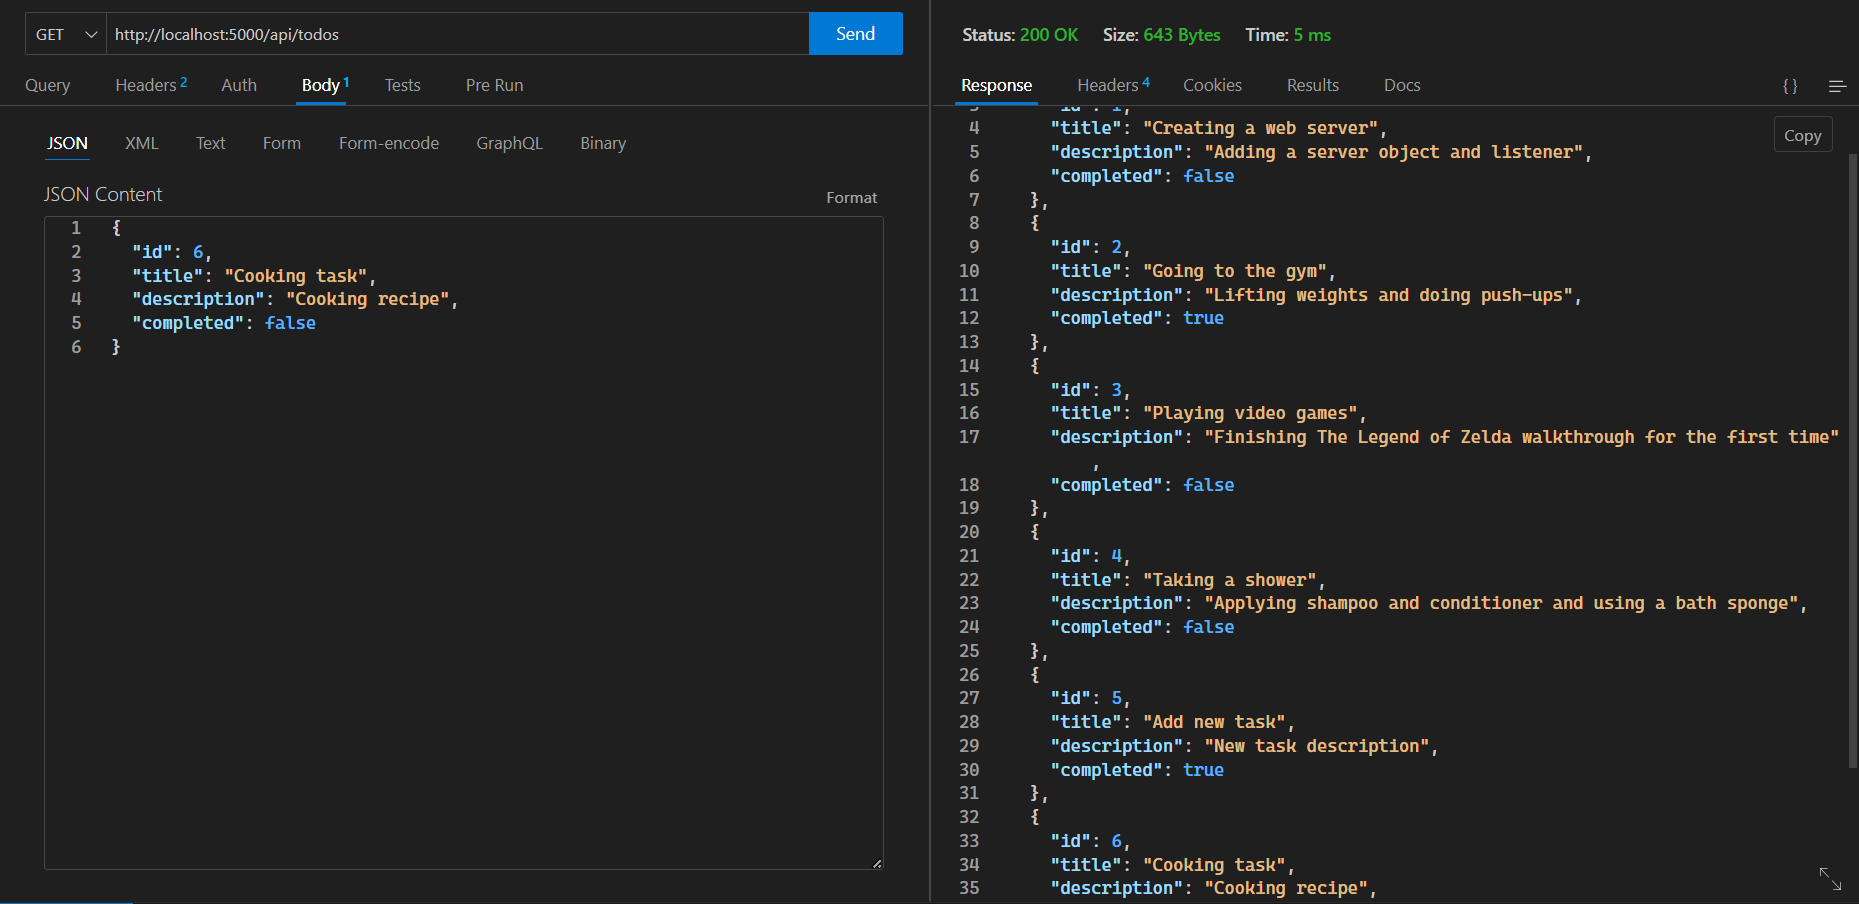 GET http://localhost:5000/api/todos Send
Query Headers 2 Auth Body 1 Tests Pre Run
JSON XML Text Form Form-encode GraphQL Binary
JSON Content Format
1 {
2 "id": 6,
3 "title": "Cooking task",
4 "description": "Cooking recipe",
5 "completed": false
6 }
Status: 200 OK Size: 643 Bytes Time: 5 ms
Response Headers 4 Cookies Results Docs { }
Copy
3 "id": 1,
4 "title": "Creating a web server",
5 "description": "Adding a server object and listener",
6 "completed": false
7 },
8 {
9 "id": 2,
10 "title": "Going to the gym",
11 "description": "Lifting weights and doing push-ups",
12 "completed": true
13 },
14 {
15 "id": 3,
16 "title": "Playing video games",
17 "description": "Finishing The Legend of Zelda walkthrough for the first time"
,
18 "completed": false
19 },
20 {
21 "id": 4,
22 "title": "Taking a shower",
23 "description": "Applying shampoo and conditioner and using a bath sponge",
24 "completed": false
25 },
26 {
27 "id": 5,
28 "title": "Add new task",
29 "description": "New task description",
30 "completed": true
31 },
32 {
33 "id": 6,
34 "title": "Cooking task",
35 "description": "Cooking recipe",